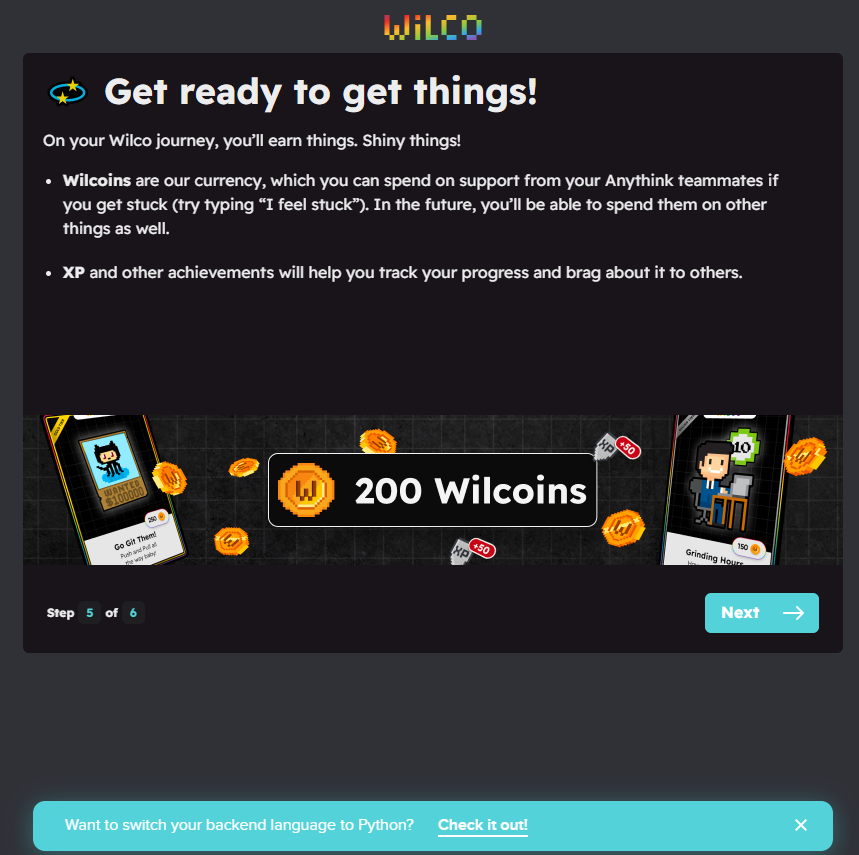 WiLCO
Get ready to get things!
On your Wilco journey, you’ll earn things. Shiny things!
• Wilcoins are our currency, which you can spend on support from your Anythink teammates if
you get stuck (try typing “I feel stuck”). In the future, you’ll be able to spend them on other
things as well.
• XP and other achievements will help you track your progress and brag about it to others.
WANTED
$100000
250
Go Git Them!
Push and Pull all
the way baby!
W
200 Wilcoins
XP +50
XP +50
10
150
Grinding Hours
Step 5 of 6
Next
Want to switch your backend language to Python? Check it out!